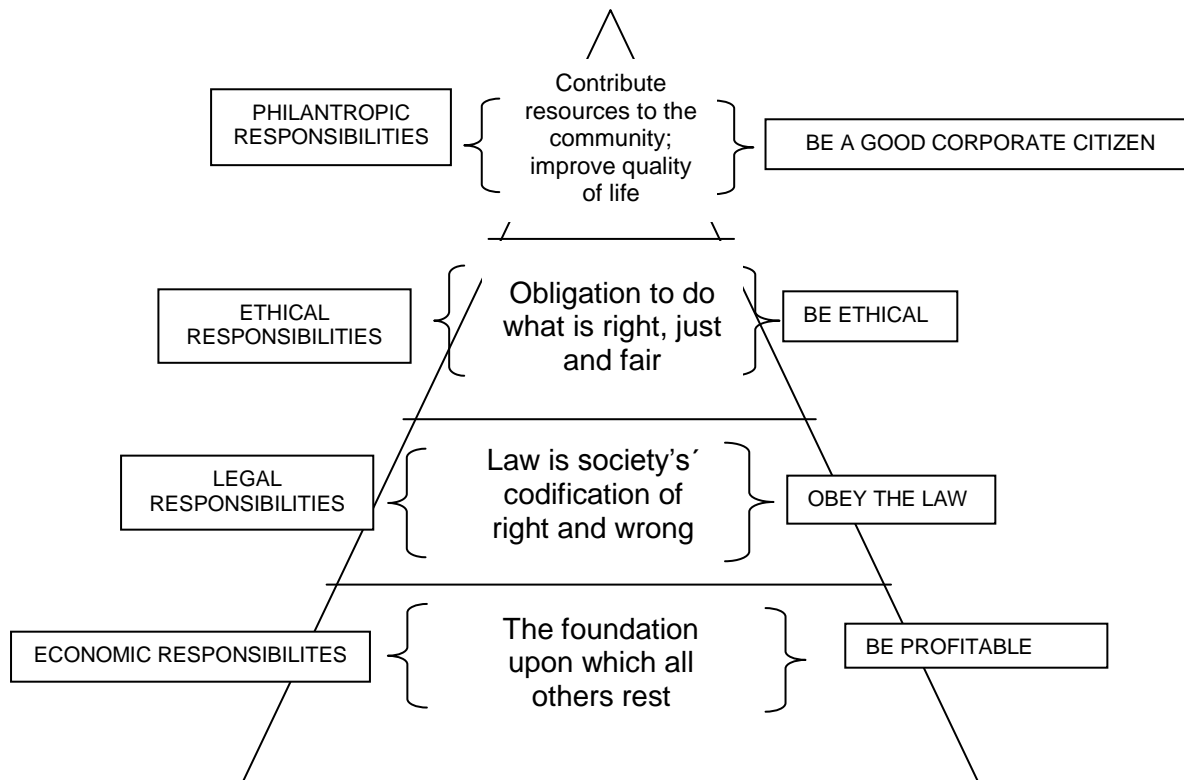 PHILANTROPIC
RESPONSIBILITIES
Contribute
resources to the
community;
improve quality
of life
BE A GOOD CORPORATE CITIZEN
ETHICAL
RESPONSIBILITIES
Obligation to do
what is right, just
and fair
BE ETHICAL
LEGAL
RESPONSIBILITIES
Law is society's´
codification of
right and wrong
OBEY THE LAW
ECONOMIC RESPONSIBILITES
The foundation
upon which all
others rest
BE PROFITABLE